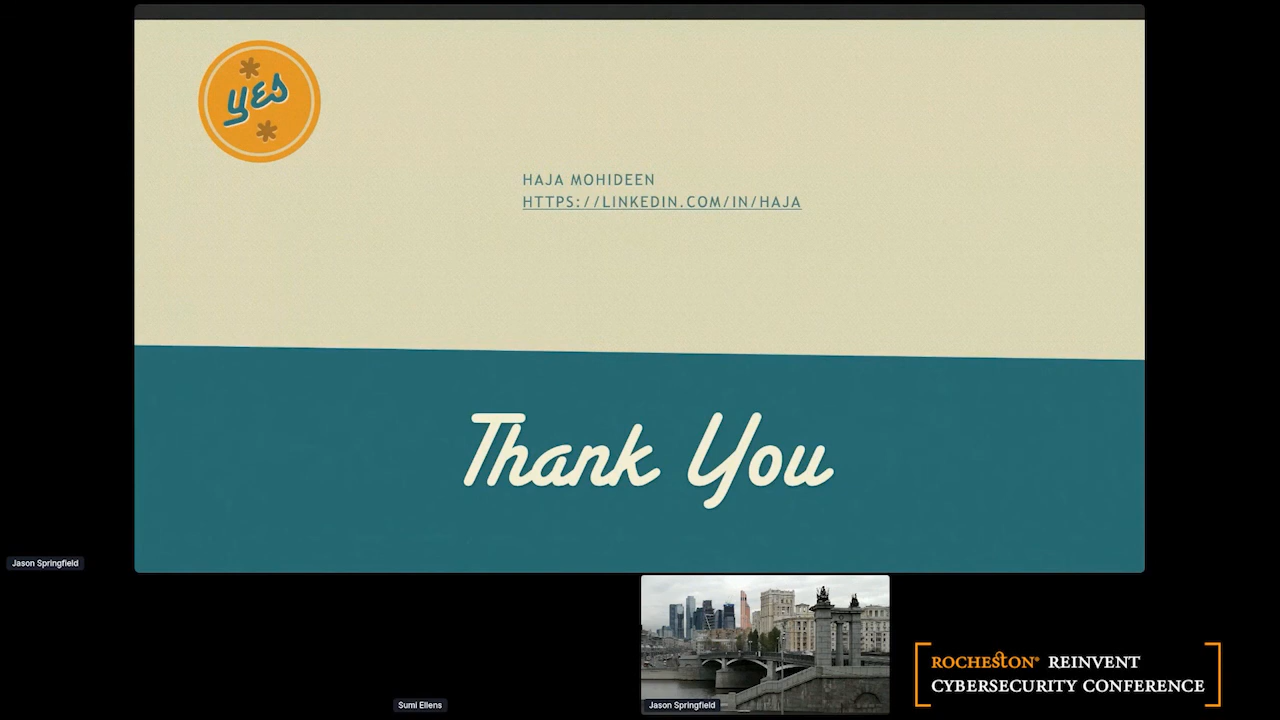 yes
HAJA MOHIDEEN
HTTPS://LINKEDIN.COM/IN/HAJA
Thank You
Jason Springfield
Sumi Ellens
Jason Springfield
ROCHESTON® REINVENT
CYBERSECURITY CONFERENCE